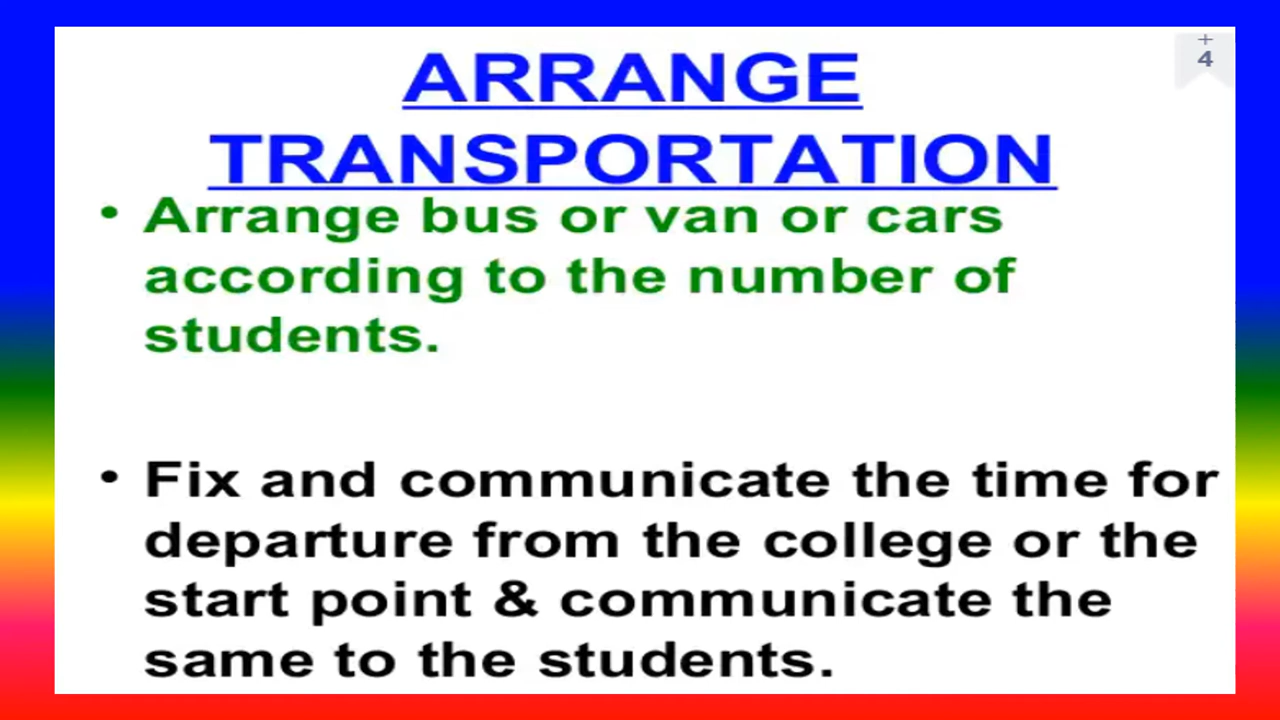 +
4
ARRANGE
TRANSPORTATION
• Arrange bus or van or cars
according to the number of
students.
• Fix and communicate the time for
departure from the college or the
start point & communicate the
same to the students.